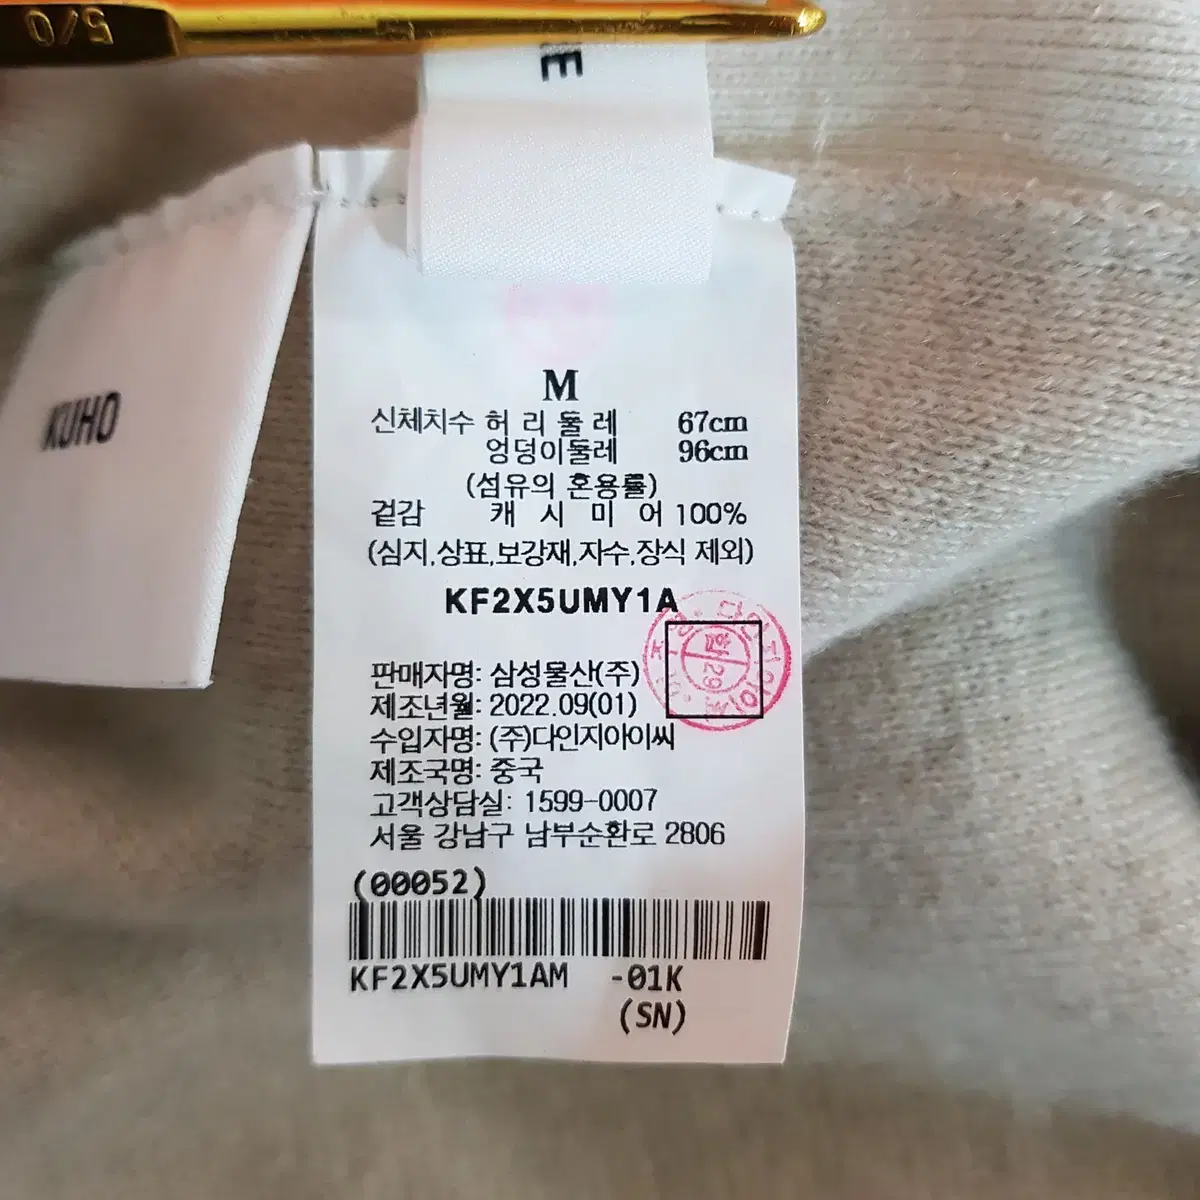 5/0
E
KUHO
M
신체치수 허 리 둘 레 67cm
엉덩이둘레 96cm
(섬유의 혼용률)
겉감 캐 시 미 어 100%
(심지,상표,보강재,자수,장식 제외)
KF2X5UMY1A
판매자명: 삼성물산(주)
제조년월: 2022.09(01)
수입자명: (주)다인지아이씨
제조국명: 중국
고객상담실: 1599-0007
서울 강남구 남부순환로 2806
(00052)
KF2X5UMY1AM -01K
(SN)